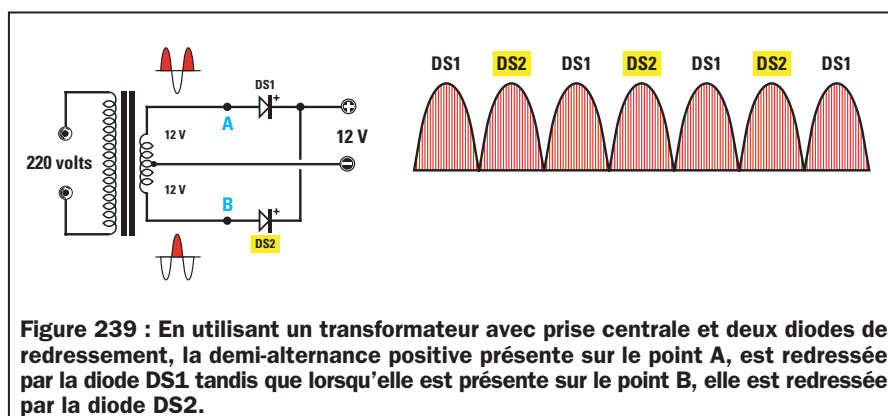 DS1 DS2 DS1 DS2 DS1 DS2 DS1
DS1
+
A
12 V
12 V
220 volts
12 V
B
+
DS2
Figure 239 : En utilisant un transformateur avec prise centrale et deux diodes de
redressement, la demi-alternance positive présente sur le point A, est redressée
par la diode DS1 tandis que lorsqu'elle est présente sur le point B, elle est redressée
par la diode DS2.